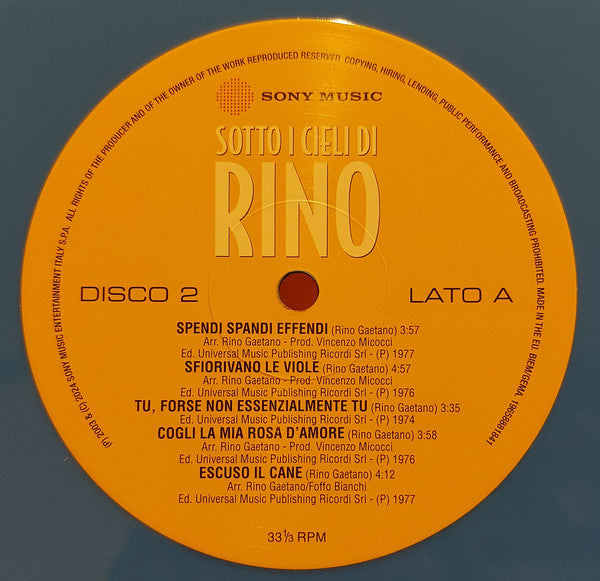 (P) 2003 & (C) 2024 SONY MUSIC ENTERTAINMENT ITALY S.P.A. ALL RIGHTS OF THE PRODUCER AND OF THE OWNER OF THE WORK REPRODUCED RESERVED. COPYING, HIRING, LENDING, PUBLIC PERFORMANCE AND BROADCASTING PROHIBITED. MADE IN THE EU. BIEM/GEMA. 19658881841
SONY MUSIC
SOTTO I CIELI DI
RINO
DISCO 2
LATO A
SPENDI SPANDI EFFENDI (Rino Gaetano) 3:57
Arr. Rino Gaetano - Prod. Vincenzo Micocci
Ed. Universal Music Publishing Ricordi Srl - (P) 1977
SFIORIVANO LE VIOLE (Rino Gaetano) 4:57
Arr. Rino Gaetano - Prod. Vincenzo Micocci
Ed. Universal Music Publishing Ricordi Srl - (P) 1976
TU, FORSE NON ESSENZIALMENTE TU (Rino Gaetano) 3:35
Ed. Universal Music Publishing Ricordi Srl - (P) 1974
COGLI LA MIA ROSA D'AMORE (Rino Gaetano) 3:58
Arr. Rino Gaetano - Prod. Vincenzo Micocci
Ed. Universal Music Publishing Ricordi Srl - (P) 1976
ESCUSO IL CANE (Rino Gaetano) 4:12
Arr. Rino Gaetano/Foffo Bianchi
Ed. Universal Music Publishing Ricordi Srl - (P) 1977
33 1/3 RPM